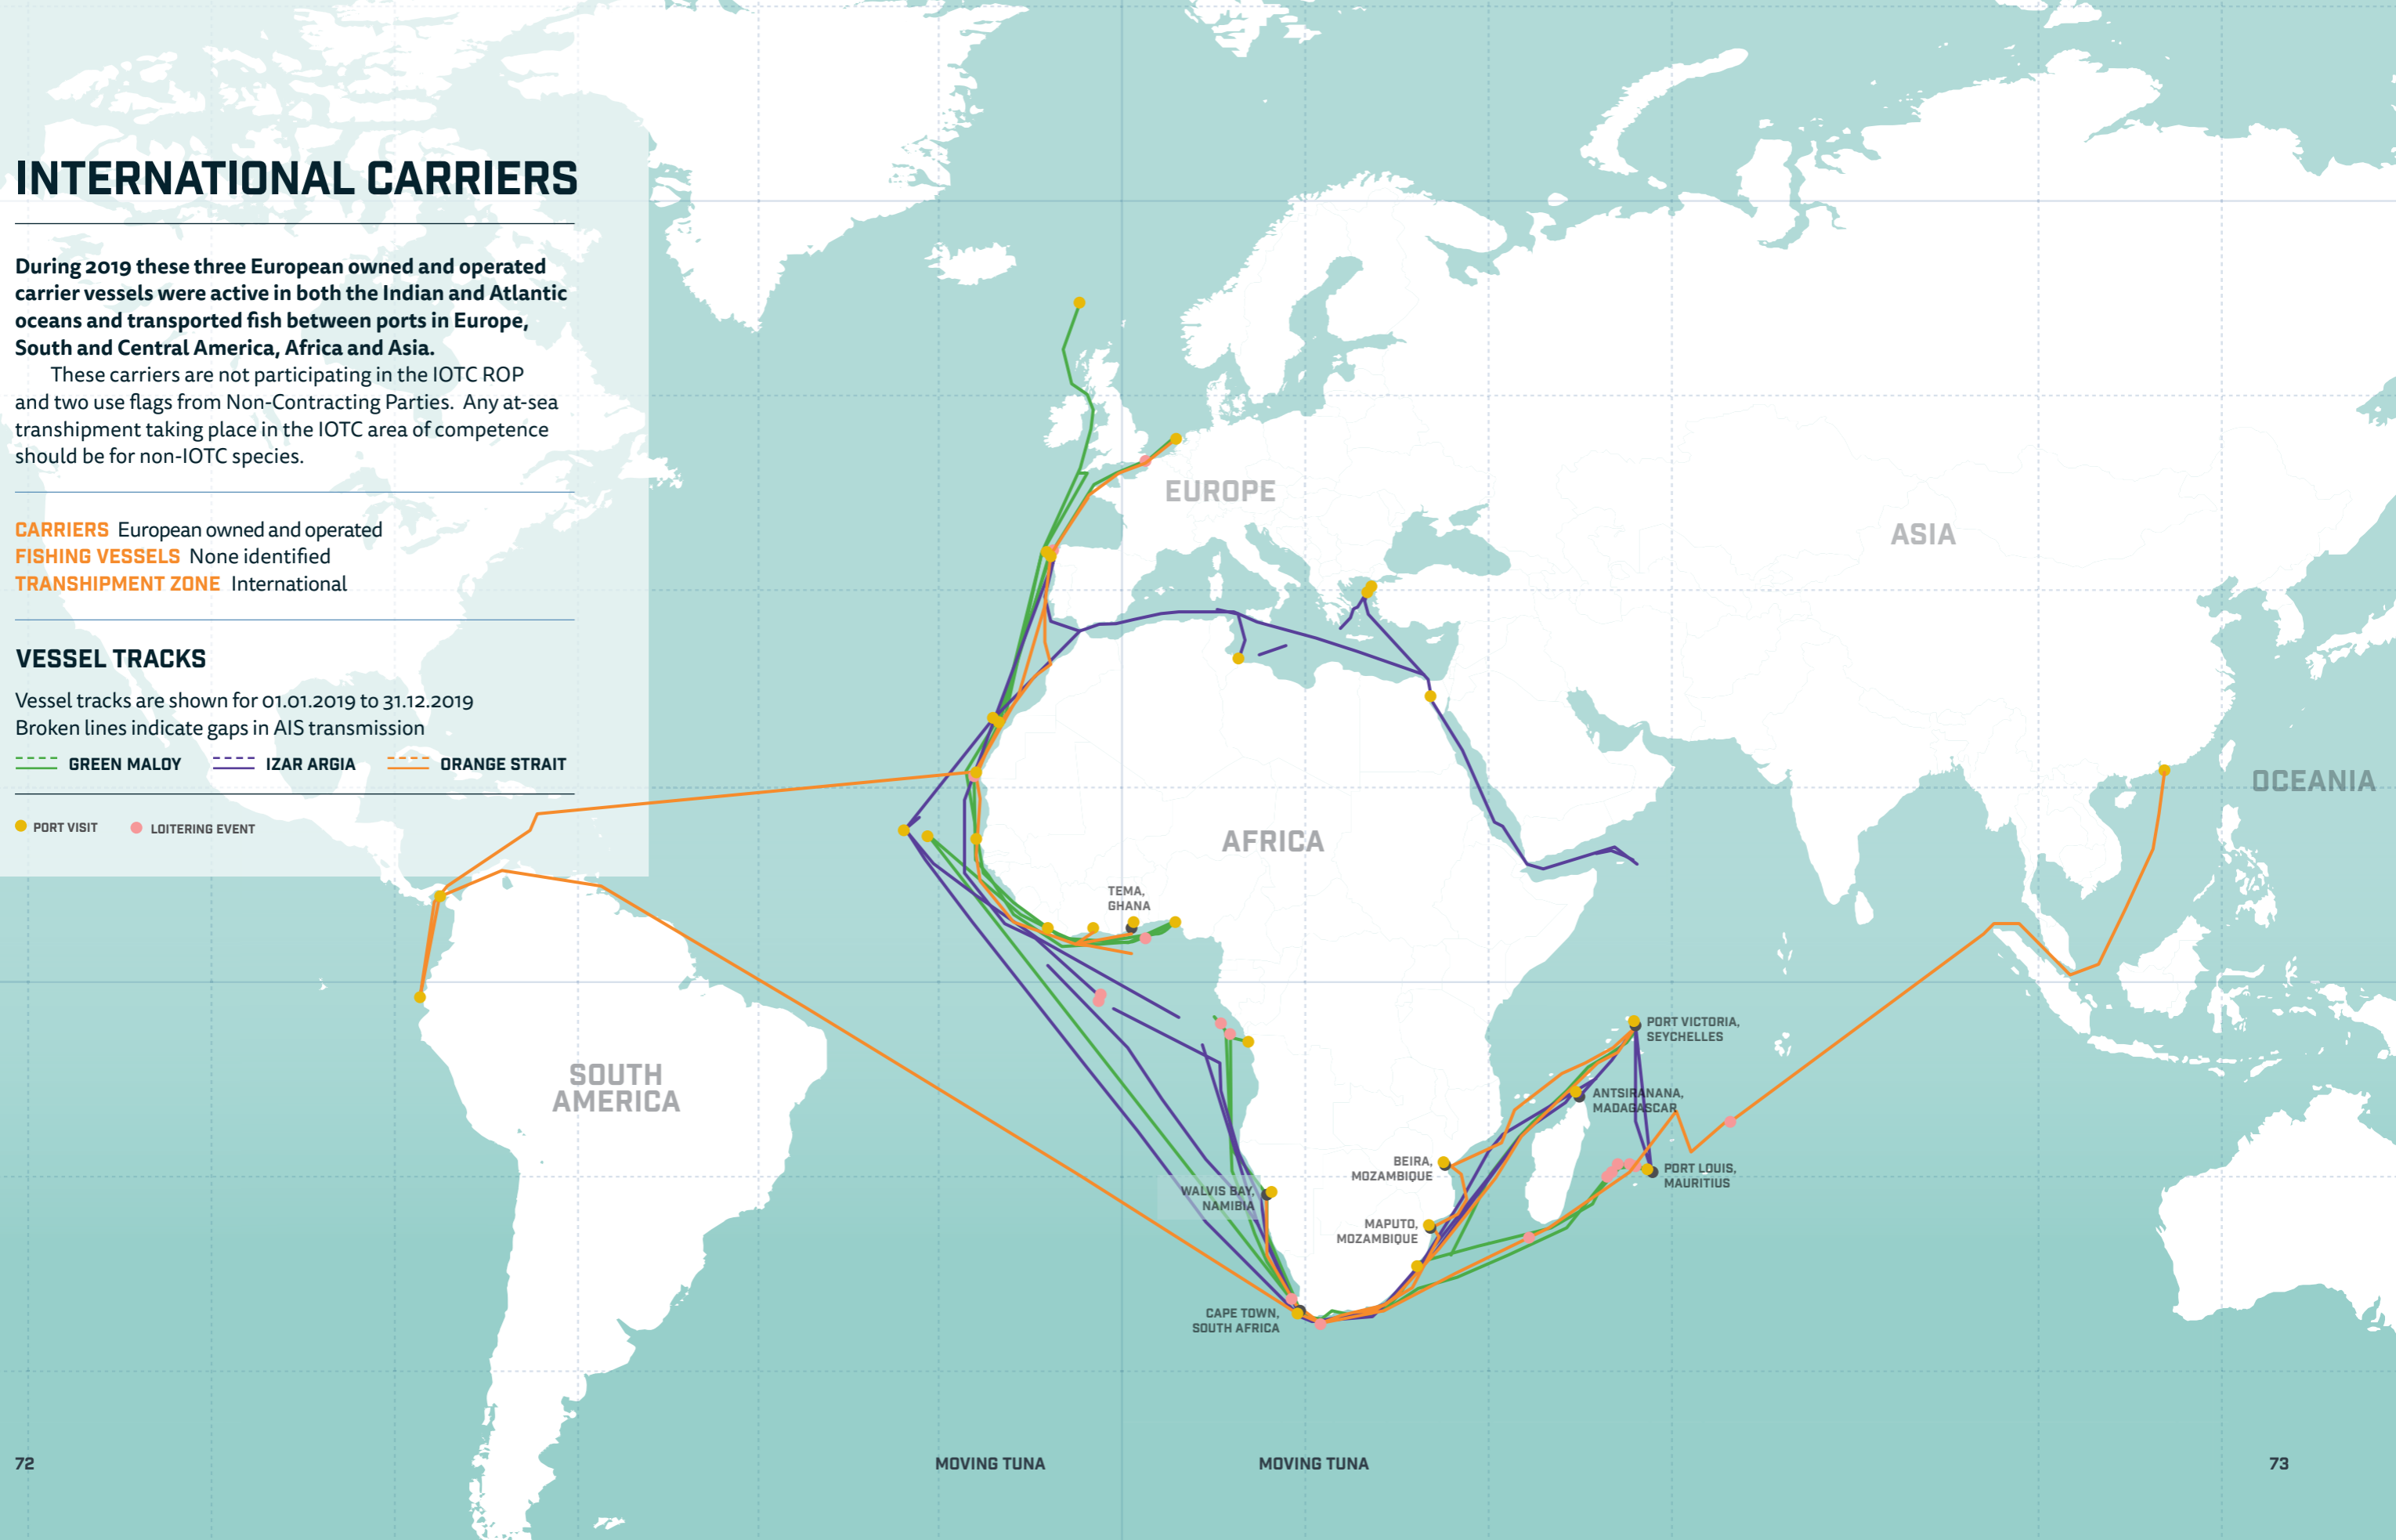 INTERNATIONAL CARRIERS
During 2019 these three European owned and operated
carrier vessels were active in both the Indian and Atlantic
oceans and transported fish between ports in Europe,
South and Central America, Africa and Asia.
These carriers are not participating in the IOTC ROP
and two use flags from Non-Contracting Parties. Any at-sea
transhipment taking place in the IOTC area of competence
should be for non-IOTC species.
CARRIERS European owned and operated
FISHING VESSELS None identified
TRANSHIPMENT ZONE International
VESSEL TRACKS
Vessel tracks are shown for 01.01.2019 to 31.12.2019
Broken lines indicate gaps in AIS transmission
GREEN MALOY IZAR ARGIA ORANGE STRAIT
PORT VISIT LOITERING EVENT
EUROPE
ASIA
OCEANIA
AFRICA
TEMA,
GHANA
SOUTH
AMERICA
PORT VICTORIA,
SEYCHELLES
ANTSIRANANA,
MADAGASCAR
BEIRA,
MOZAMBIQUE
PORT LOUIS,
MAURITIUS
WALVIS BAY,
NAMIBIA
MAPUTO,
MOZAMBIQUE
CAPE TOWN,
SOUTH AFRICA
72
MOVING TUNA
MOVING TUNA
73